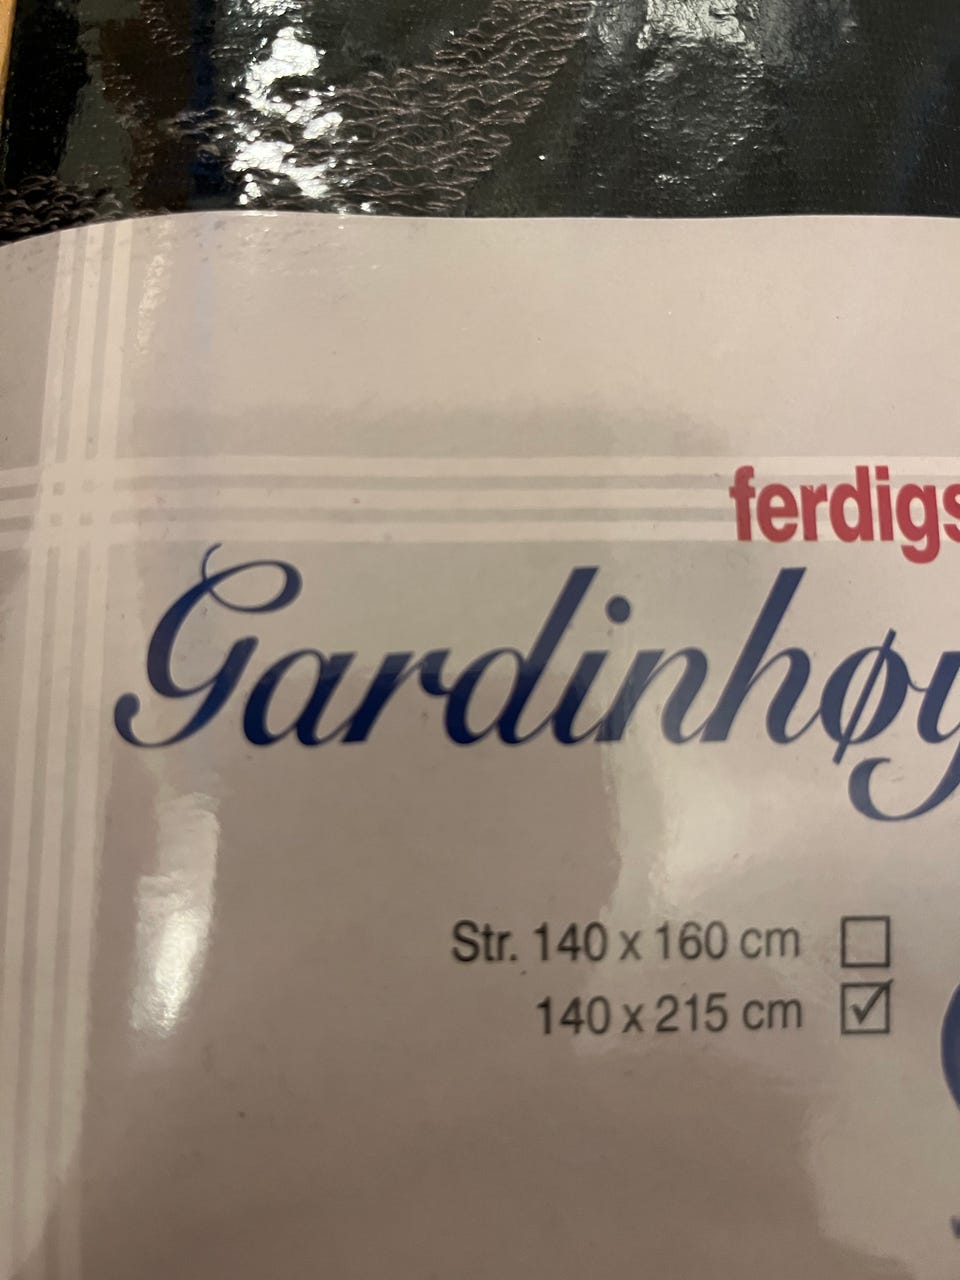 ferdigs
Gardinhøy
Str. 140 x 160 cm
140 x 215 cm